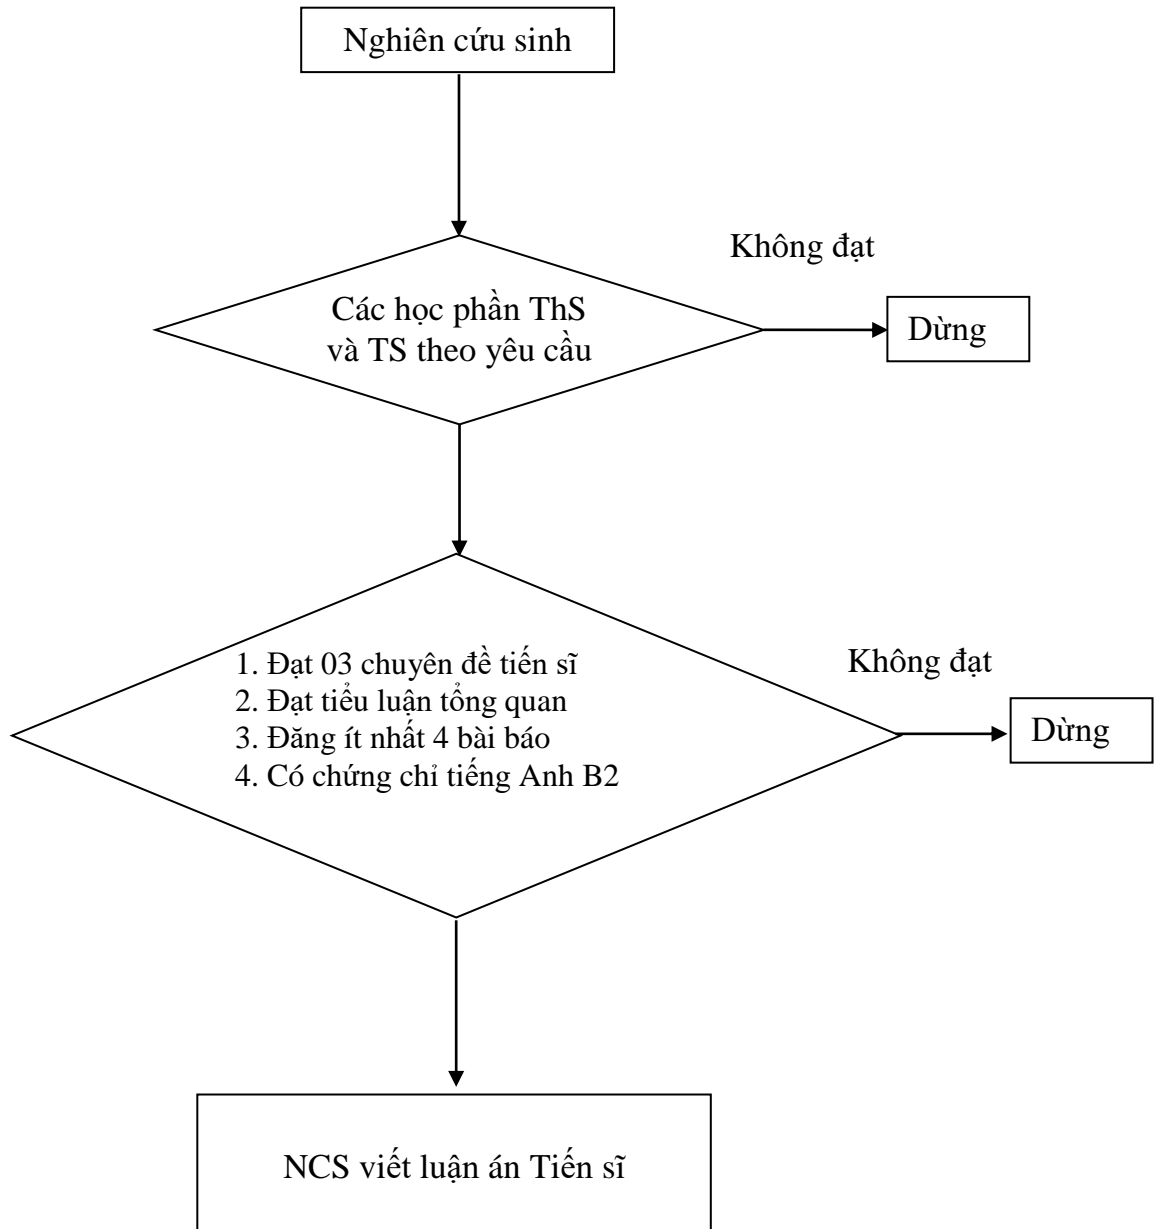 Nghiên cứu sinh
Không đạt
Các học phần ThS
và TS theo yêu cầu
Dừng
1. Đạt 03 chuyên đề tiến sĩ
2. Đạt tiểu luận tổng quan
3. Đăng ít nhất 4 bài báo
4. Có chứng chỉ tiếng Anh B2
Không đạt
Dừng
NCS viết luận án Tiến sĩ